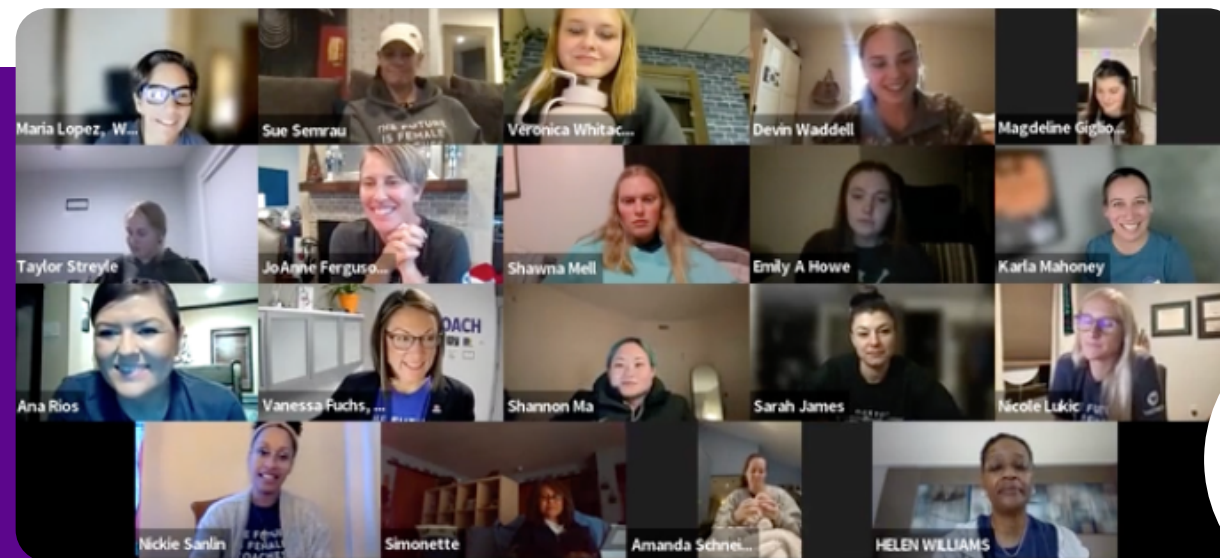 Maria Lopez, W...
Sue Semrau
THE FUTURE
IS FEMALE
Veronica Whitac...
Devin Waddell
Magdeline Gigbo...
Taylor Streyle
JoAnne Ferguso...
Shawna Mell
Emily A Howe
Karla Mahoney
Ana Rios
OACH
Vanessa Fuchs, ...
Shannon Ma
Sarah James
Nicole Lukic
Nickie Sanlin
Simonette
Amanda Schnei...
HELEN WILLIAMS